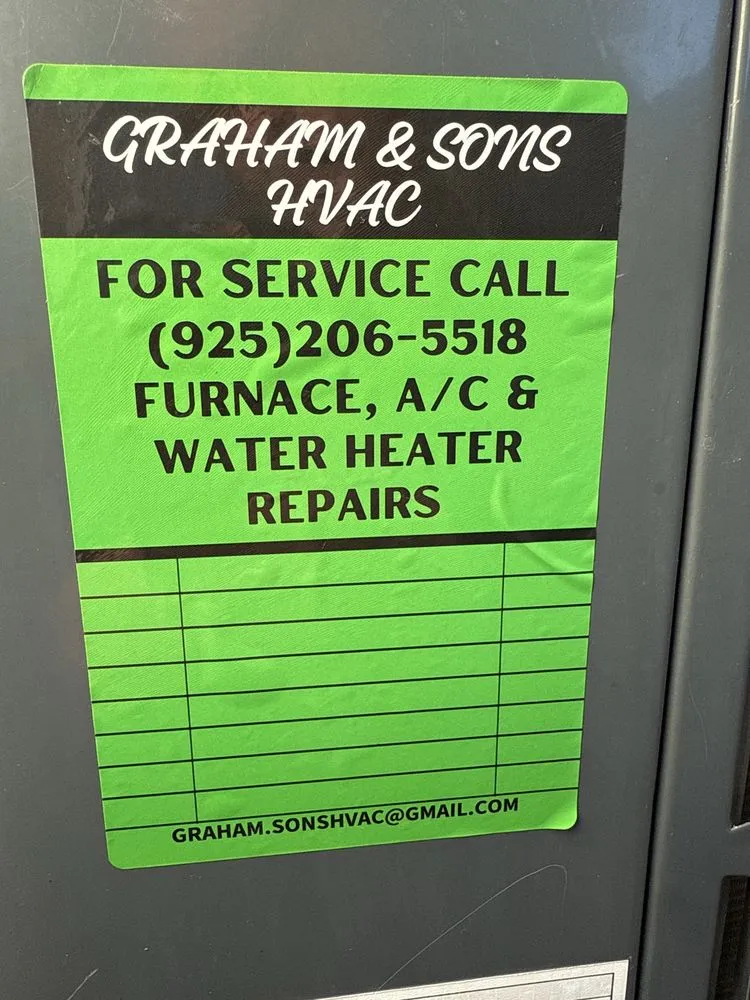 GRAHAM & SONS
HVAC
FOR SERVICE CALL
(925)206-5518
FURNACE, A/C &
WATER HEATER
REPAIRS
GRAHAM.SONSHVAC@GMAIL.COM